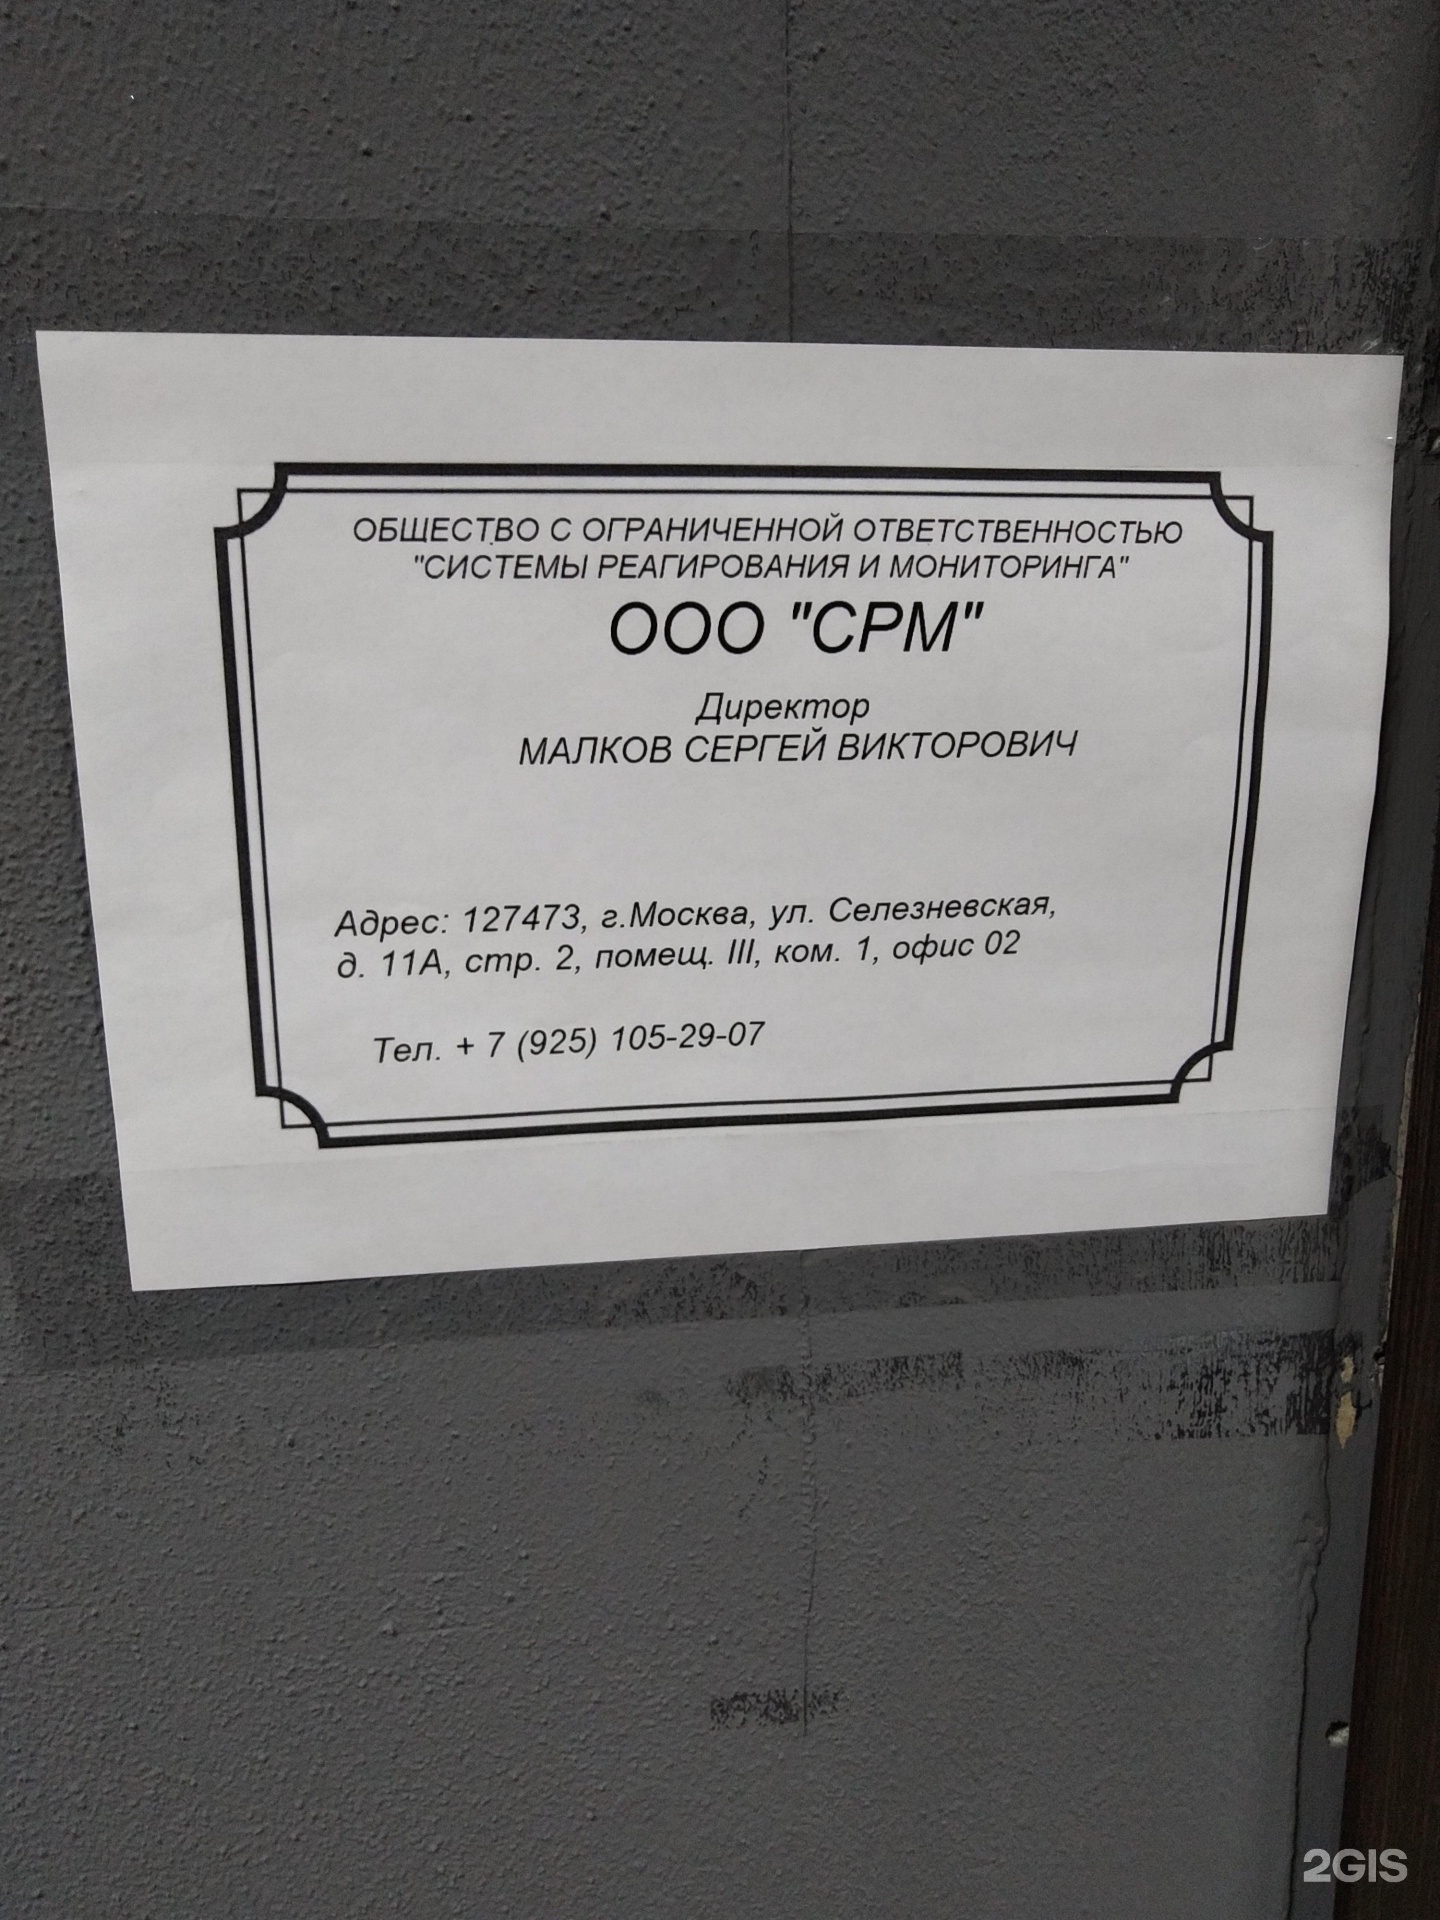 ОБЩЕСТВО С ОГРАНИЧЕННОЙ ОТВЕТСТВЕННОСТЬЮ
"СИСТЕМЫ РЕАГИРОВАНИЯ И МОНИТОРИНГА"
ООО "СРМ"
Директор
МАЛКОВ СЕРГЕЙ ВИКТОРОВИЧ
Адрес: 127473, г.Москва, ул. Селезневская,
д. 11А, стр. 2, помещ. III, ком. 1, офис 02
Тел. + 7 (925) 105-29-07
2GIS